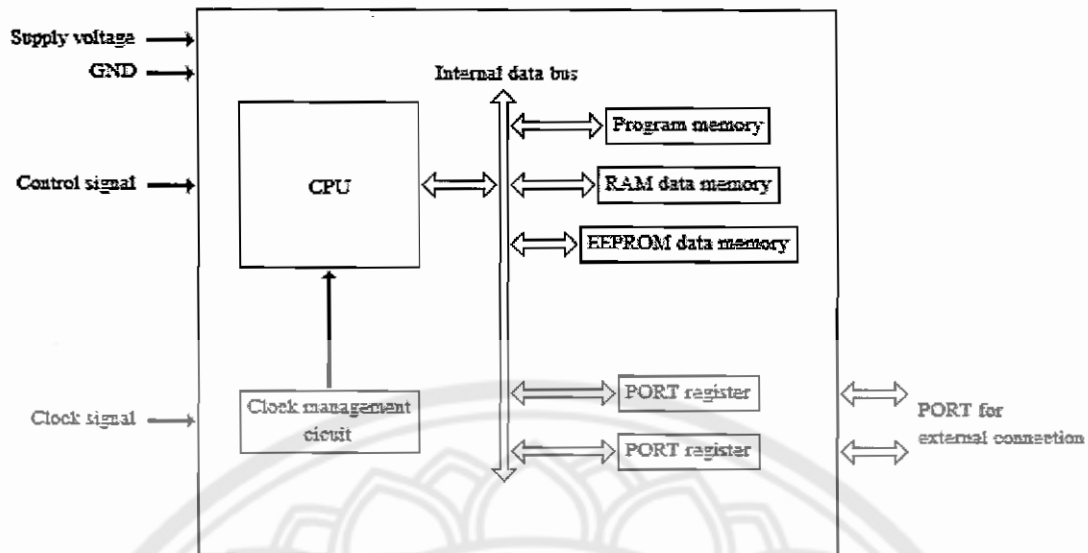 Supply voltage
GND
Internal data bus
Program memory
Control signal
CPU
RAM data memory
EEPROM data memory
Clock signal
Clock management
cicuit
PORT register
PORT register
PORT for
external connection